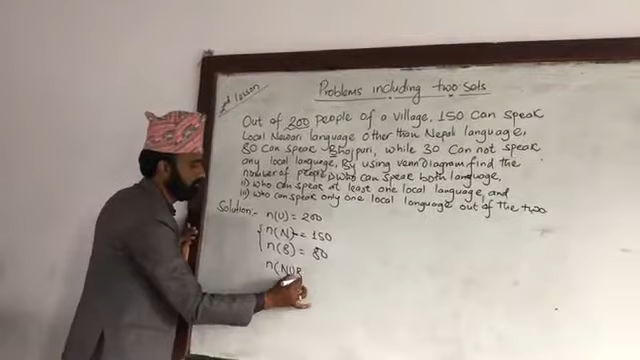 2nd lesson
Problems including two Sets
Out of 200 people of a village, 150 can speak
Local Newari language other than Nepali language,
80 can speak Bhojpuri, while 30 can not speak
any local language, By using venn diagram find the
number of people i) who can speak both language,
ii) who can speak at least one local language, and
iii) who can speak only one local language out of the two
Solution:- n(U) = 200
n(N) = 150
n(B) = 80
n(NUB